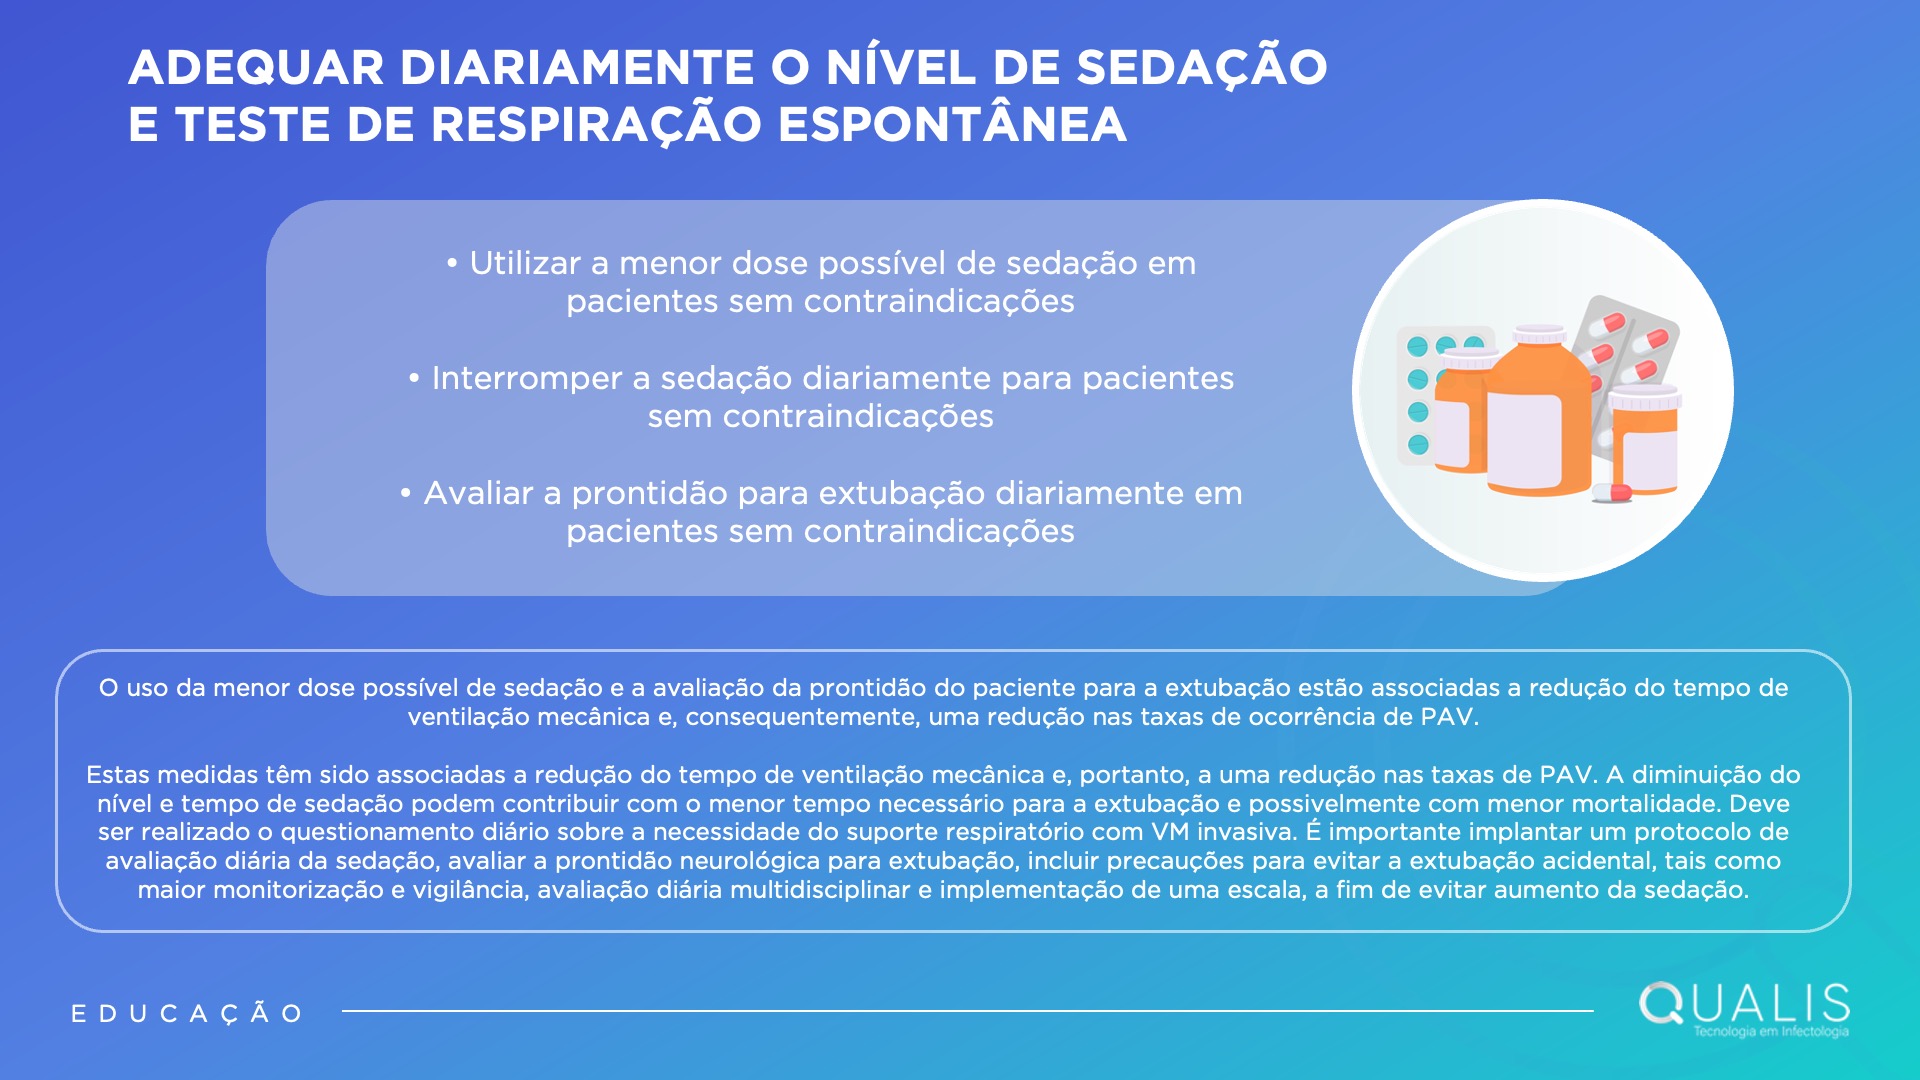 ADEQUAR DIARIAMENTE O NÍVEL DE SEDAÇÃO
E TESTE DE RESPIRAÇÃO ESPONTÂNEA
• Utilizar a menor dose possível de sedação em
pacientes sem contraindicações
• Interromper a sedação diariamente para pacientes
sem contraindicações
• Avaliar a prontidão para extubação diariamente em
pacientes sem contraindicações
O uso da menor dose possível de sedação e a avaliação da prontidão do paciente para a extubação estão associadas a redução do tempo de
ventilação mecânica e, consequentemente, uma redução nas taxas de ocorrência de PAV.
Estas medidas têm sido associadas a redução do tempo de ventilação mecânica e, portanto, a uma redução nas taxas de PAV. A diminuição do
nível e tempo de sedação podem contribuir com o menor tempo necessário para a extubação e possivelmente com menor mortalidade. Deve
ser realizado o questionamento diário sobre a necessidade do suporte respiratório com VM invasiva. É importante implantar um protocolo de
avaliação diária da sedação, avaliar a prontidão neurológica para extubação, incluir precauções para evitar a extubação acidental, tais como
maior monitorização e vigilância, avaliação diária multidisciplinar e implementação de uma escala, a fim de evitar aumento da sedação.
EDUCAÇÃO
QUALIS
Tecnologia em Infectologia